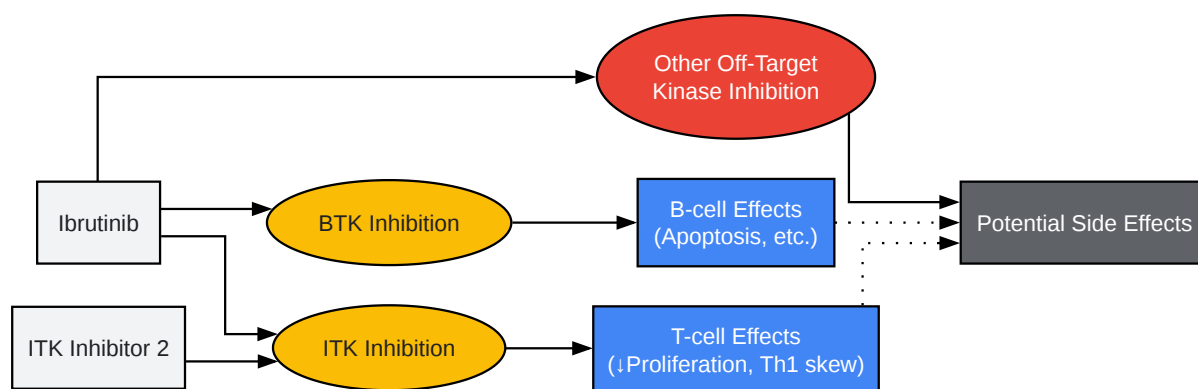 Other Off-Target
Kinase Inhibition
Ibrutinib
BTK Inhibition
B-cell Effects
(Apoptosis, etc.)
Potential Side Effects
ITK Inhibitor 2
ITK Inhibition
T-cell Effects
(↓Proliferation, Th1 skew)